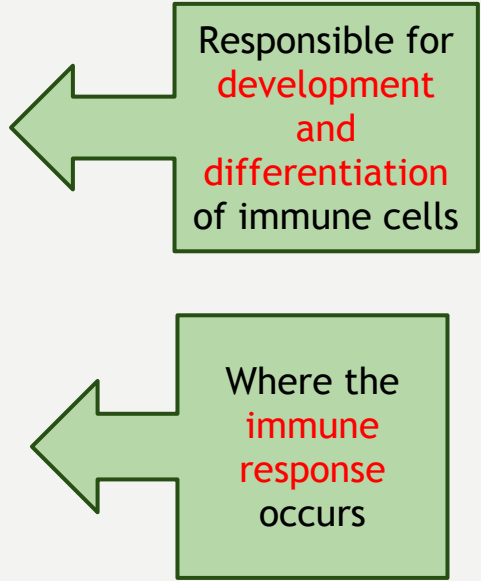 Responsible for
development
and
differentiation
of immune cells
Where the
immune
response
occurs